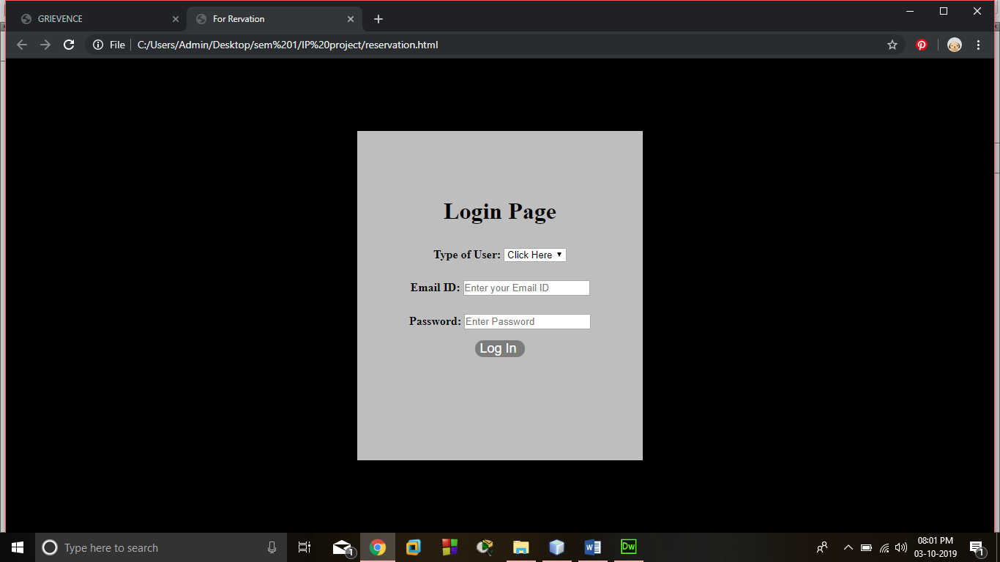 GRIEVENCE
For Rervation
File
C:/Users/Admin/Desktop/sem%201/IP%20project/reservation.html
Login Page
Type of User: Click Here
Email ID: Enter your Email ID
Password: Enter Password
Log In
Type here to search
1
W
Dw
08:01 PM
03-10-2019
1